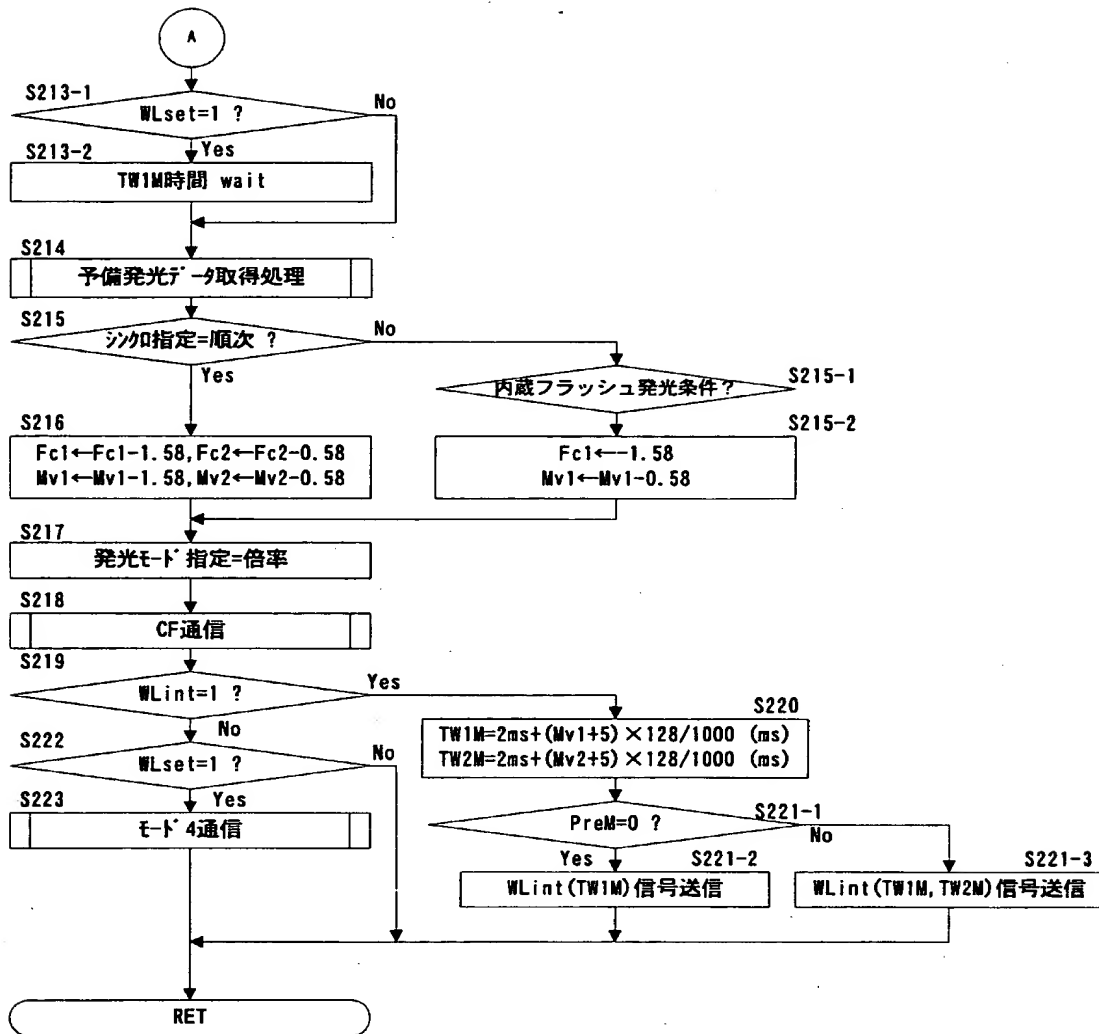 A
S213-1
WLset=1 ?
No
Yes
S213-2
TW1M時間 wait
S214
予備発光ﾃﾞｰﾀ取得処理
S215
ｼﾝｸﾛ指定=順次 ?
No
Yes
内蔵フラッシュ発光条件?
S215-1
S216
Fc1←Fc1-1.58,Fc2←Fc2-0.58
Mv1←Mv1-1.58,Mv2←Mv2-0.58
S215-2
Fc1←-1.58
Mv1←Mv1-0.58
S217
発光ﾓｰﾄﾞ指定=倍率
S218
CF通信
S219
WLint=1 ?
Yes
No
S220
TW1M=2ms+(Mv1+5)×128/1000 (ms)
TW2M=2ms+(Mv2+5)×128/1000 (ms)
S222
WLset=1 ?
No
Yes
S223
ﾓｰﾄﾞ4通信
S221-1
PreM=0 ?
No
Yes
S221-2
WLint(TW1M)信号送信
S221-3
WLint(TW1M,TW2M)信号送信
RET